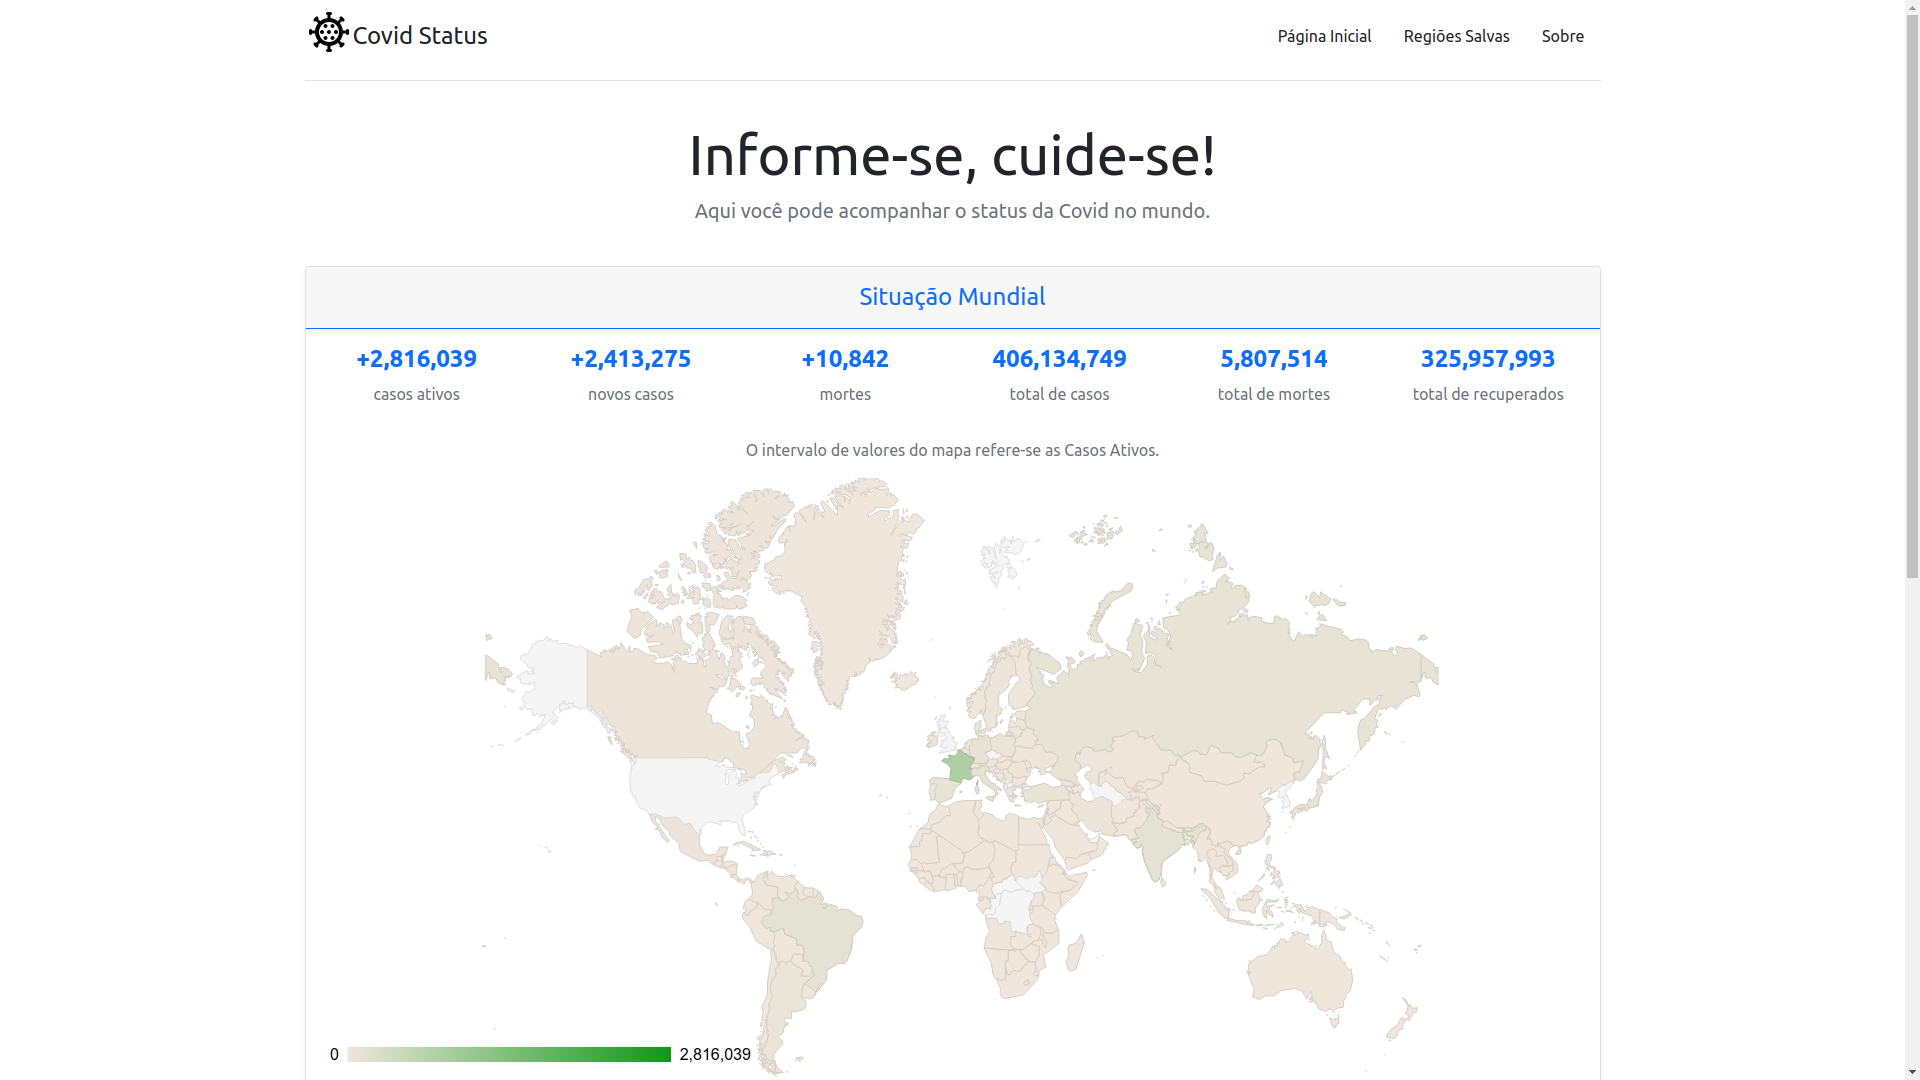 Covid Status
Página Inicial Regiões Salvas Sobre
Informe-se, cuide-se!
Aqui você pode acompanhar o status da Covid no mundo.
Situação Mundial
+2,816,039 +2,413,275 +10,842 406,134,749 5,807,514 325,957,993
casos ativos novos casos mortes total de casos total de mortes total de recuperados
O intervalo de valores do mapa refere-se as Casos Ativos.
0 2,816,039